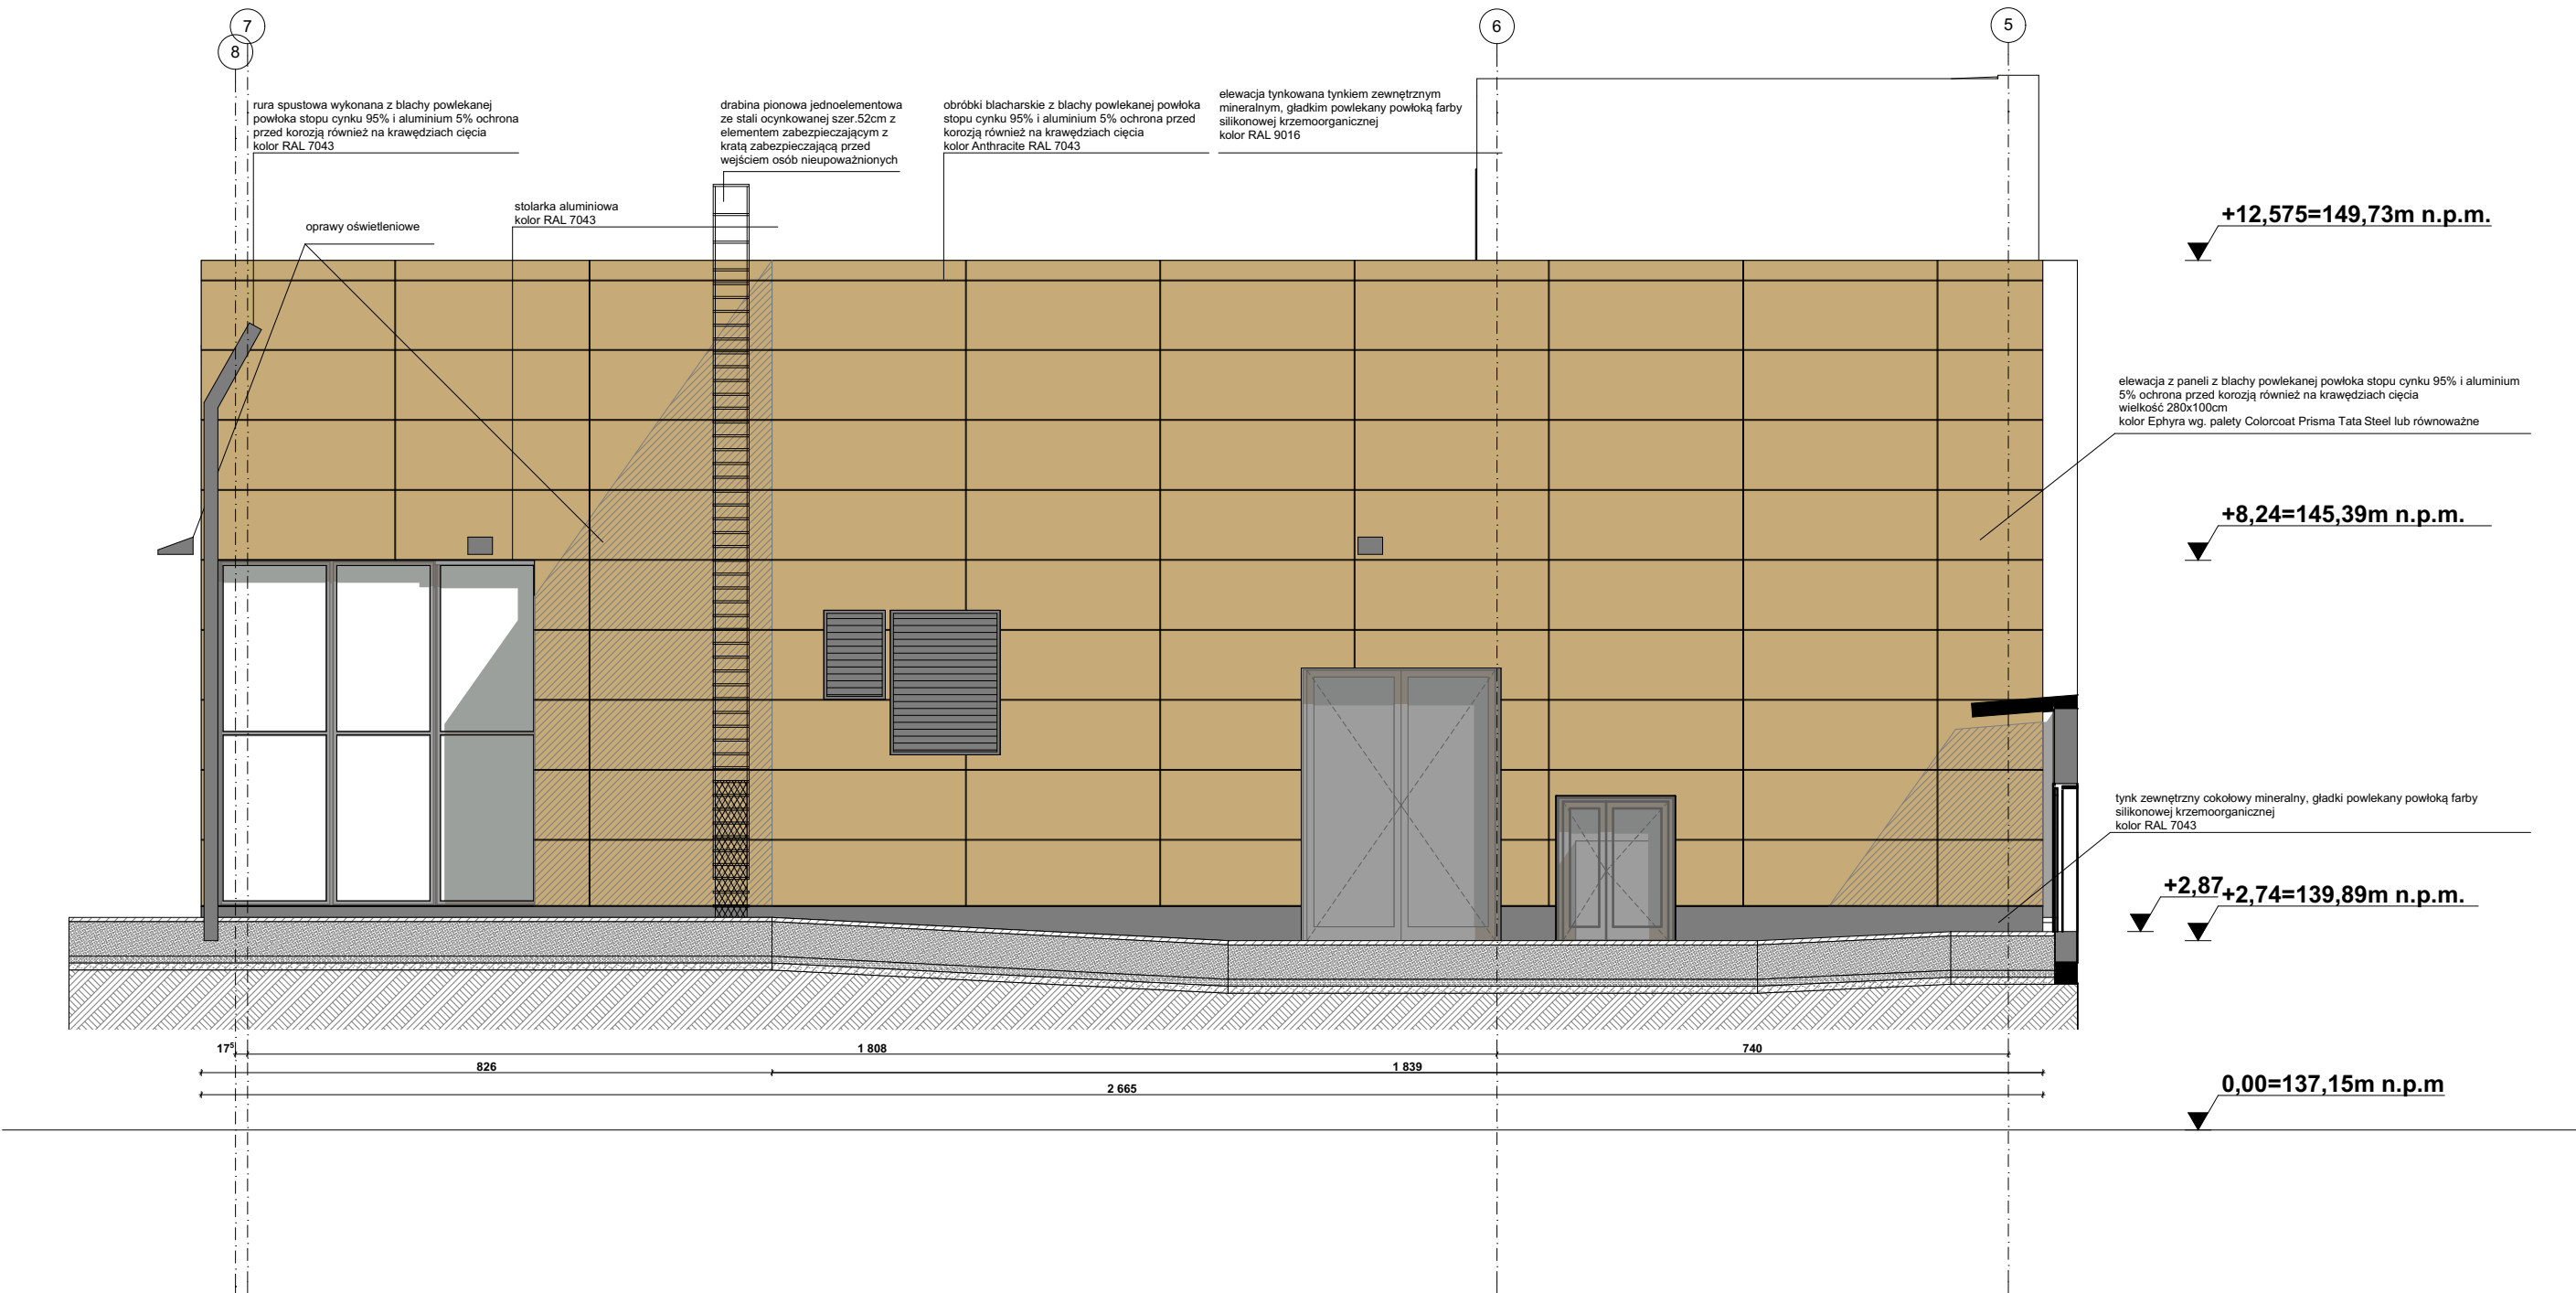 7
8
6
5
rura spustowa wykonana z blachy powlekanej
powłoka stopu cynku 95% i aluminium 5% ochrona
przed korozją również na krawędziach cięcia
kolor RAL 7043
drabina pionowa jednoelementowa
ze stali ocynkowanej szer.52cm z
elementem zabezpieczającym z
kratą zabezpieczającą przed
wejściem osób nieupoważnionych
obróbki blacharskie z blachy powlekanej powłoka
stopu cynku 95% i aluminium 5% ochrona przed
korozją również na krawędziach cięcia
kolor Anthracite RAL 7043
elewacja tynkowana tynkiem zewnętrznym
mineralnym, gładkim powlekany powłoką farby
silikonowej krzemoorganicznej
kolor RAL 9016
oprawy oświetleniowe
stolarka aluminiowa
kolor RAL 7043
+12,575=149,73m n.p.m.
elewacja z paneli z blachy powlekanej powłoka stopu cynku 95% i aluminium
5% ochrona przed korozją również na krawędziach cięcia
wielkość 280x100cm
kolor Ephyra wg. palety Colorcoat Prisma Tata Steel lub równoważne
+8,24=145,39m n.p.m.
tynk zewnętrzny cokołowy mineralny, gładki powlekany powłoką farby
silikonowej krzemoorganicznej
kolor RAL 7043
+2,87
+2,74=139,89m n.p.m.
17⁵
1 808
740
826
1 839
2 665
0,00=137,15m n.p.m